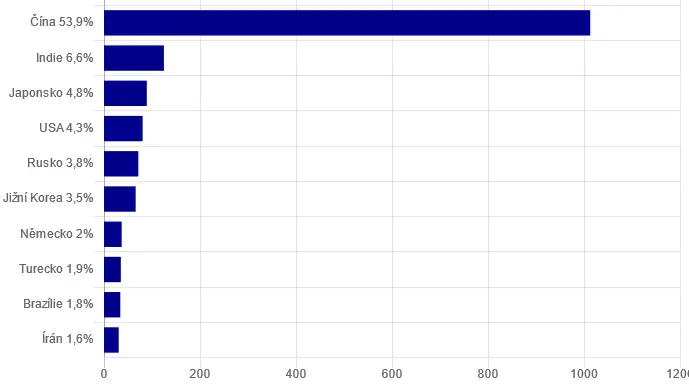 Čína 53,9%
Indie 6,6%
Japonsko 4,8%
USA 4,3%
Rusko 3,8%
Jižní Korea 3,5%
Německo 2%
Turecko 1,9%
Brazílie 1,8%
Írán 1,6%
0 200 400 600 800 1000 1200